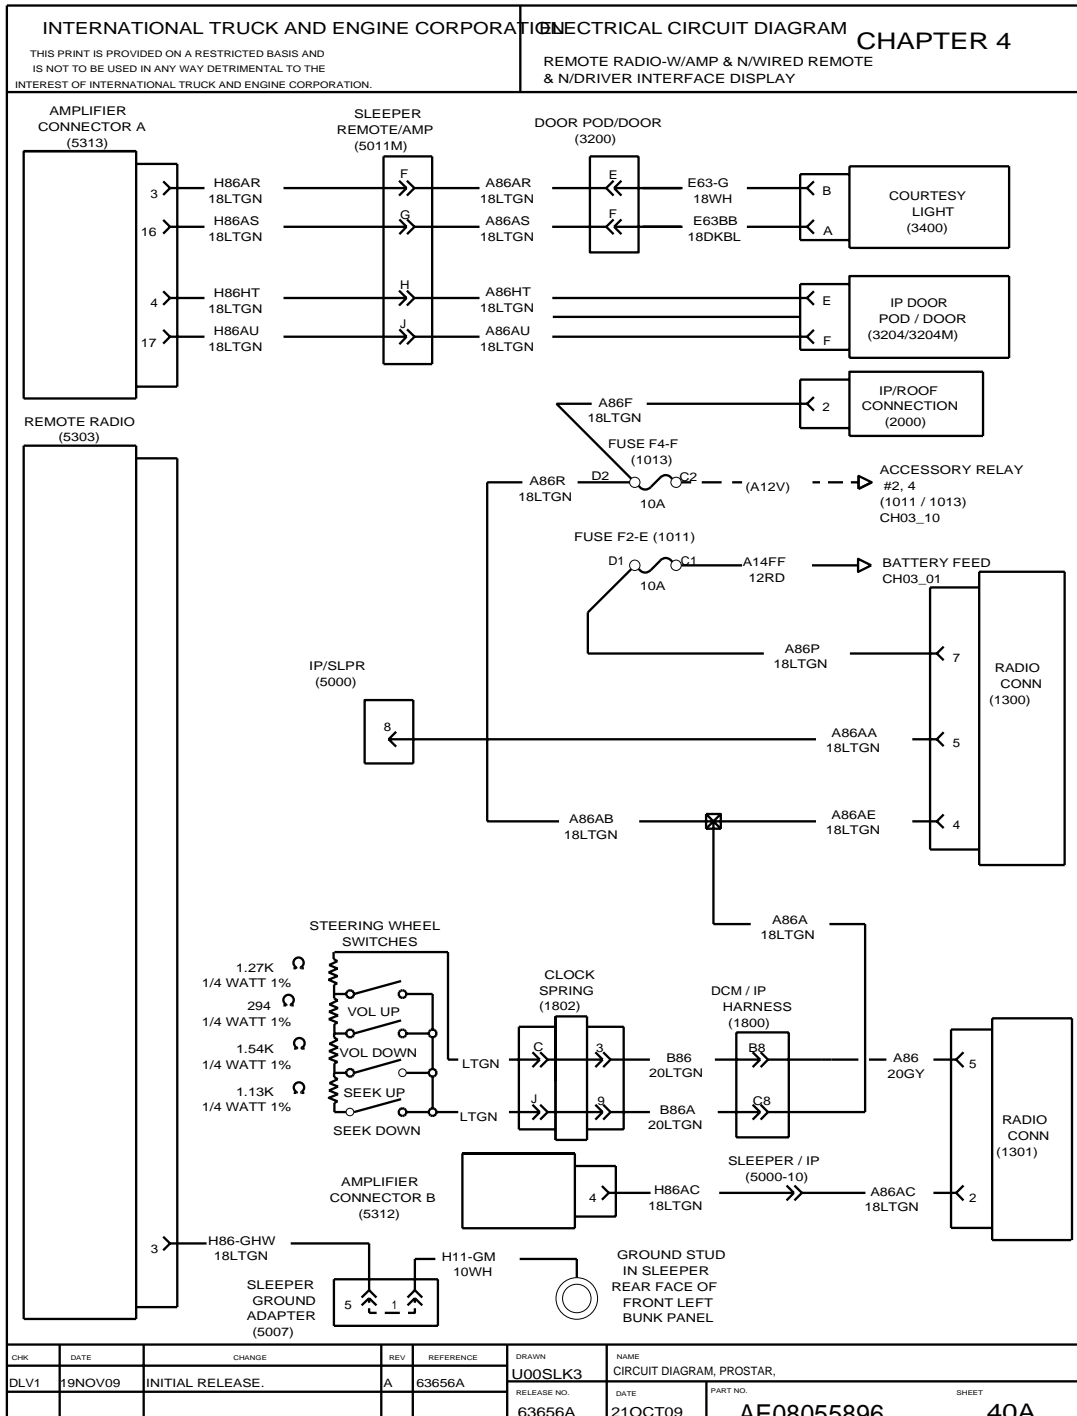 INTERNATIONAL TRUCK AND ENGINE CORPORATION
THIS PRINT IS PROVIDED ON A RESTRICTED BASIS AND
IS NOT TO BE USED IN ANY WAY DETRIMENTAL TO THE
INTEREST OF INTERNATIONAL TRUCK AND ENGINE CORPORATION.
ELECTRICAL CIRCUIT DIAGRAM
CHAPTER 4
REMOTE RADIO-W/AMP & N/WIRED REMOTE
& N/DRIVER INTERFACE DISPLAY
AMPLIFIER
CONNECTOR A
(5313)
SLEEPER
REMOTE/AMP
(5011M)
DOOR POD/DOOR
(3200)
3
H86AR
18LTGN
F
A86AR
18LTGN
E
E63-G
18WH
B
16
H86AS
18LTGN
G
A86AS
18LTGN
F
E63BB
18DKBL
A
COURTESY
LIGHT
(3400)
4
H86HT
18LTGN
H
A86HT
18LTGN
E
17
H86AU
18LTGN
J
A86AU
18LTGN
F
IP DOOR
POD / DOOR
(3204/3204M)
REMOTE RADIO
(5303)
A86F
18LTGN
2
IP/ROOF
CONNECTION
(2000)
FUSE F4-F
(1013)
A86R
18LTGN
D2
C2
10A
(A12V)
ACCESSORY RELAY
#2, 4
(1011 / 1013)
CH03_10
FUSE F2-E (1011)
D1
C1
10A
A14FF
12RD
BATTERY FEED
CH03_01
A86P
18LTGN
7
RADIO
CONN
(1300)
IP/SLPR
(5000)
8
A86AA
18LTGN
5
A86AB
18LTGN
A86AE
18LTGN
4
A86A
18LTGN
STEERING WHEEL
SWITCHES
1.27K Ω
1/4 WATT 1%
294 Ω
1/4 WATT 1%
1.54K Ω
1/4 WATT 1%
1.13K Ω
1/4 WATT 1%
VOL UP
VOL DOWN
SEEK UP
SEEK DOWN
CLOCK
SPRING
(1802)
DCM / IP
HARNESS
(1800)
LTGN
C
3
B86
20LTGN
B8
A86
20GY
5
LTGN
J
9
B86A
20LTGN
C8
RADIO
CONN
(1301)
AMPLIFIER
CONNECTOR B
(5312)
4
H86AC
18LTGN
SLEEPER / IP
(5000-10)
A86AC
18LTGN
2
3
H86-GHW
18LTGN
H11-GM
10WH
SLEEPER
GROUND
ADAPTER
(5007)
5
1
GROUND STUD
IN SLEEPER
REAR FACE OF
FRONT LEFT
BUNK PANEL
CHK DATE CHANGE REV REFERENCE
DLV1 19NOV09 INITIAL RELEASE. A 63656A
DRAWN
U00SLK3
NAME
CIRCUIT DIAGRAM, PROSTAR,
RELEASE NO.
63656A
DATE
21OCT09
PART NO.
AE08055896
SHEET
40A